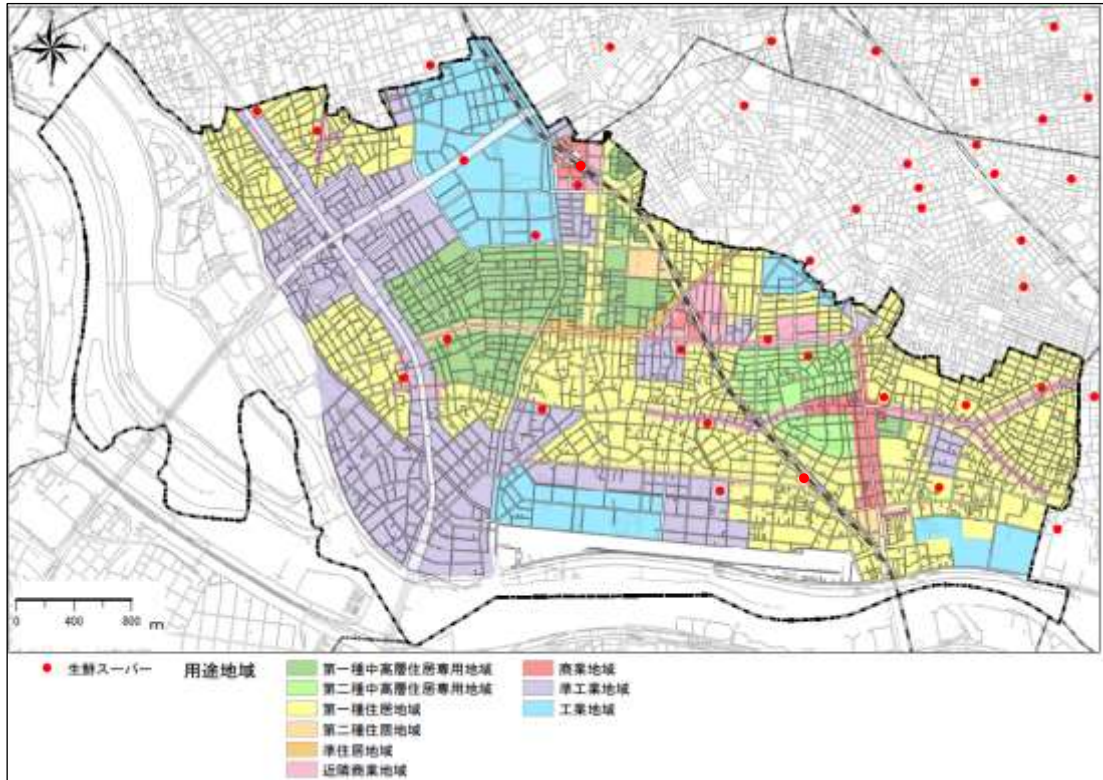 0 400 800 m
生鮮スーパー
用途地域
第一種中高層住居専用地域
第二種中高層住居専用地域
第一種住居地域
第二種住居地域
準住居地域
近隣商業地域
商業地域
準工業地域
工業地域